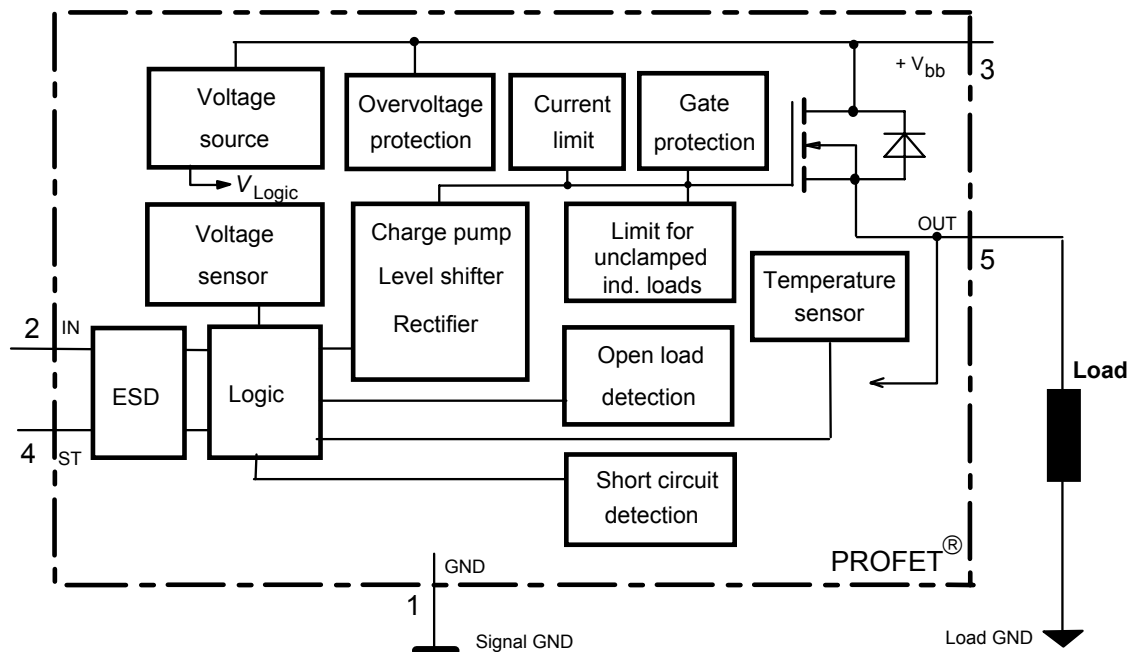 + Vbb
3
Voltage
source
Overvoltage
protection
Current
limit
Gate
protection
VLogic
Voltage
sensor
Charge pump
Level shifter
Rectifier
Limit for
unclamped
ind. loads
OUT
5
Temperature
sensor
2
IN
ESD
Logic
Open load
detection
Load
4
ST
Short circuit
detection
PROFET®
GND
1
Signal GND
Load GND